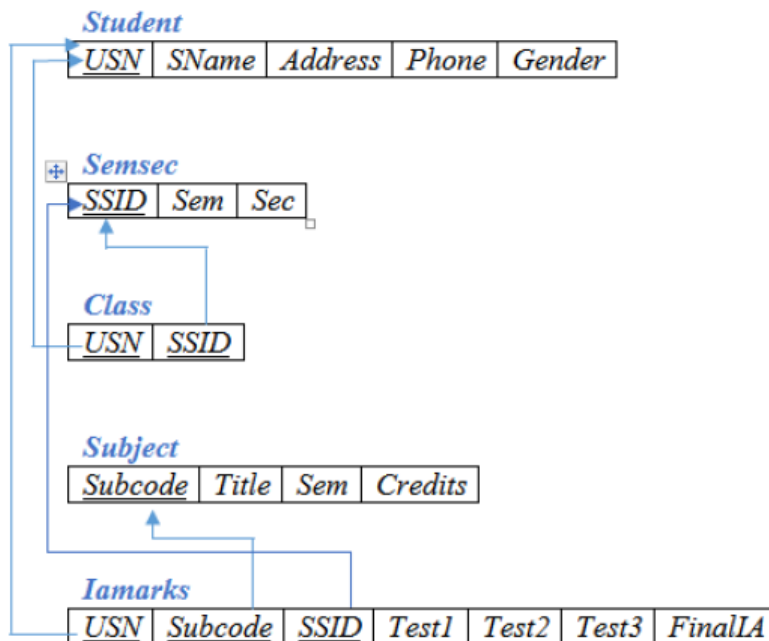 Student
USN SName Address Phone Gender
Semsec
SSID Sem Sec
Class
USN SSID
Subject
Subcode Title Sem Credits
Iamarks
USN Subcode SSID Test1 Test2 Test3 FinalIA